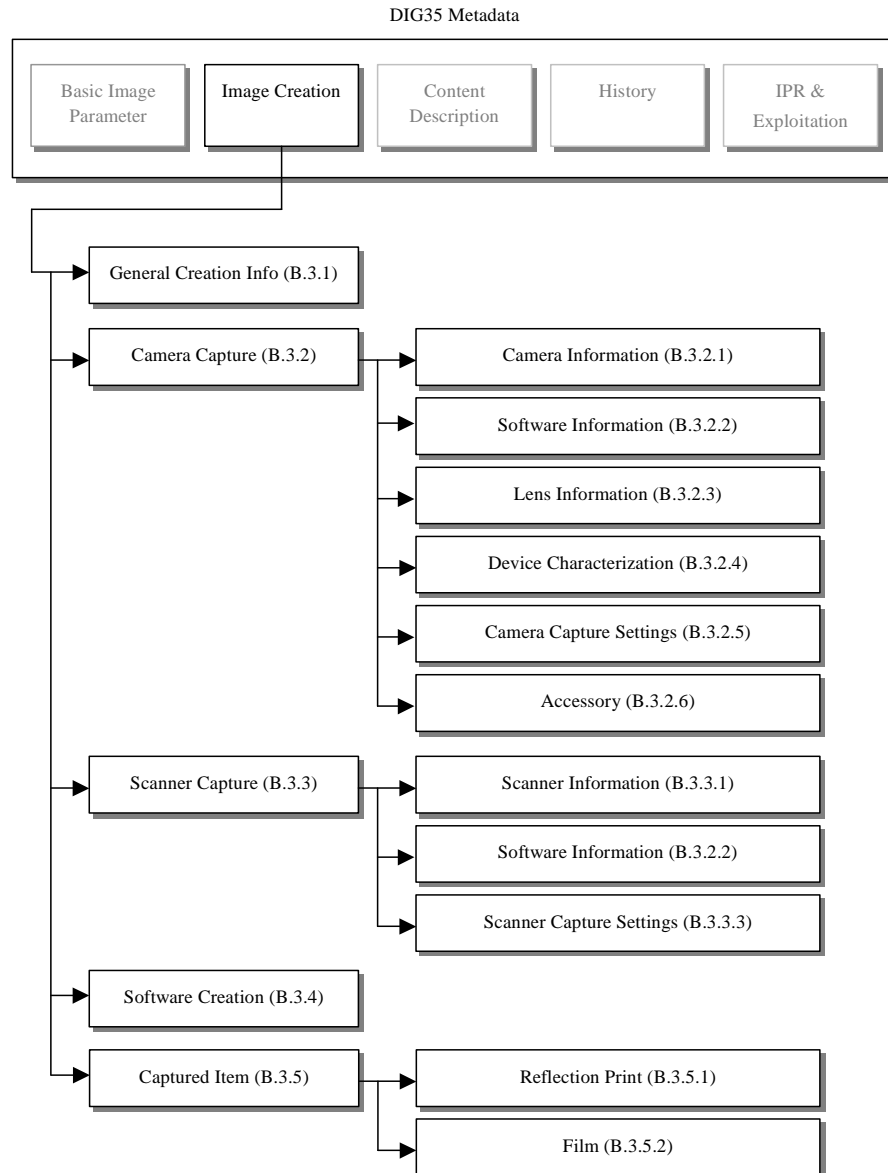 DIG35 Metadata
Basic Image
Parameter
Image Creation
Content
Description
History
IPR &
Exploitation
General Creation Info (B.3.1)
Camera Capture (B.3.2)
Camera Information (B.3.2.1)
Software Information (B.3.2.2)
Lens Information (B.3.2.3)
Device Characterization (B.3.2.4)
Camera Capture Settings (B.3.2.5)
Accessory (B.3.2.6)
Scanner Capture (B.3.3)
Scanner Information (B.3.3.1)
Software Information (B.3.2.2)
Scanner Capture Settings (B.3.3.3)
Software Creation (B.3.4)
Captured Item (B.3.5)
Reflection Print (B.3.5.1)
Film (B.3.5.2)